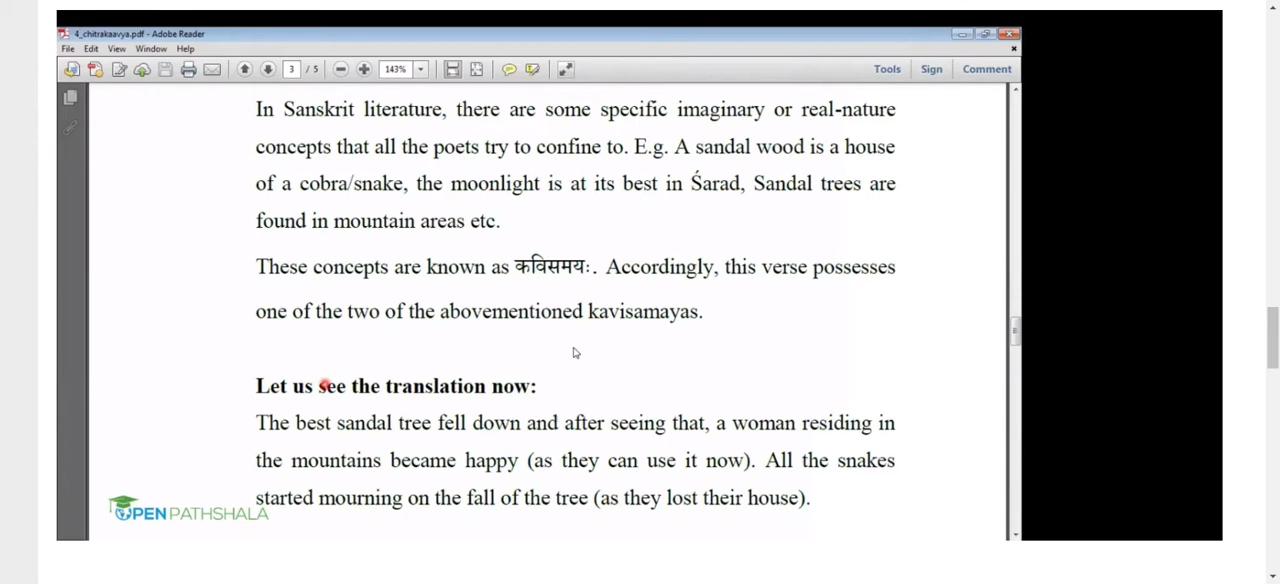 4_chitrakaavya.pdf - Adobe Reader
File Edit View Window Help
3 / 5 143% Tools Sign Comment
In Sanskrit literature, there are some specific imaginary or real-nature
concepts that all the poets try to confine to. E.g. A sandal wood is a house
of a cobra/snake, the moonlight is at its best in Śarad, Sandal trees are
found in mountain areas etc.
These concepts are known as कविसमयः. Accordingly, this verse possesses
one of the two of the abovementioned kavisamayas.
Let us see the translation now:
The best sandal tree fell down and after seeing that, a woman residing in
the mountains became happy (as they can use it now). All the snakes
started mourning on the fall of the tree (as they lost their house).
OPENPATHSHALA